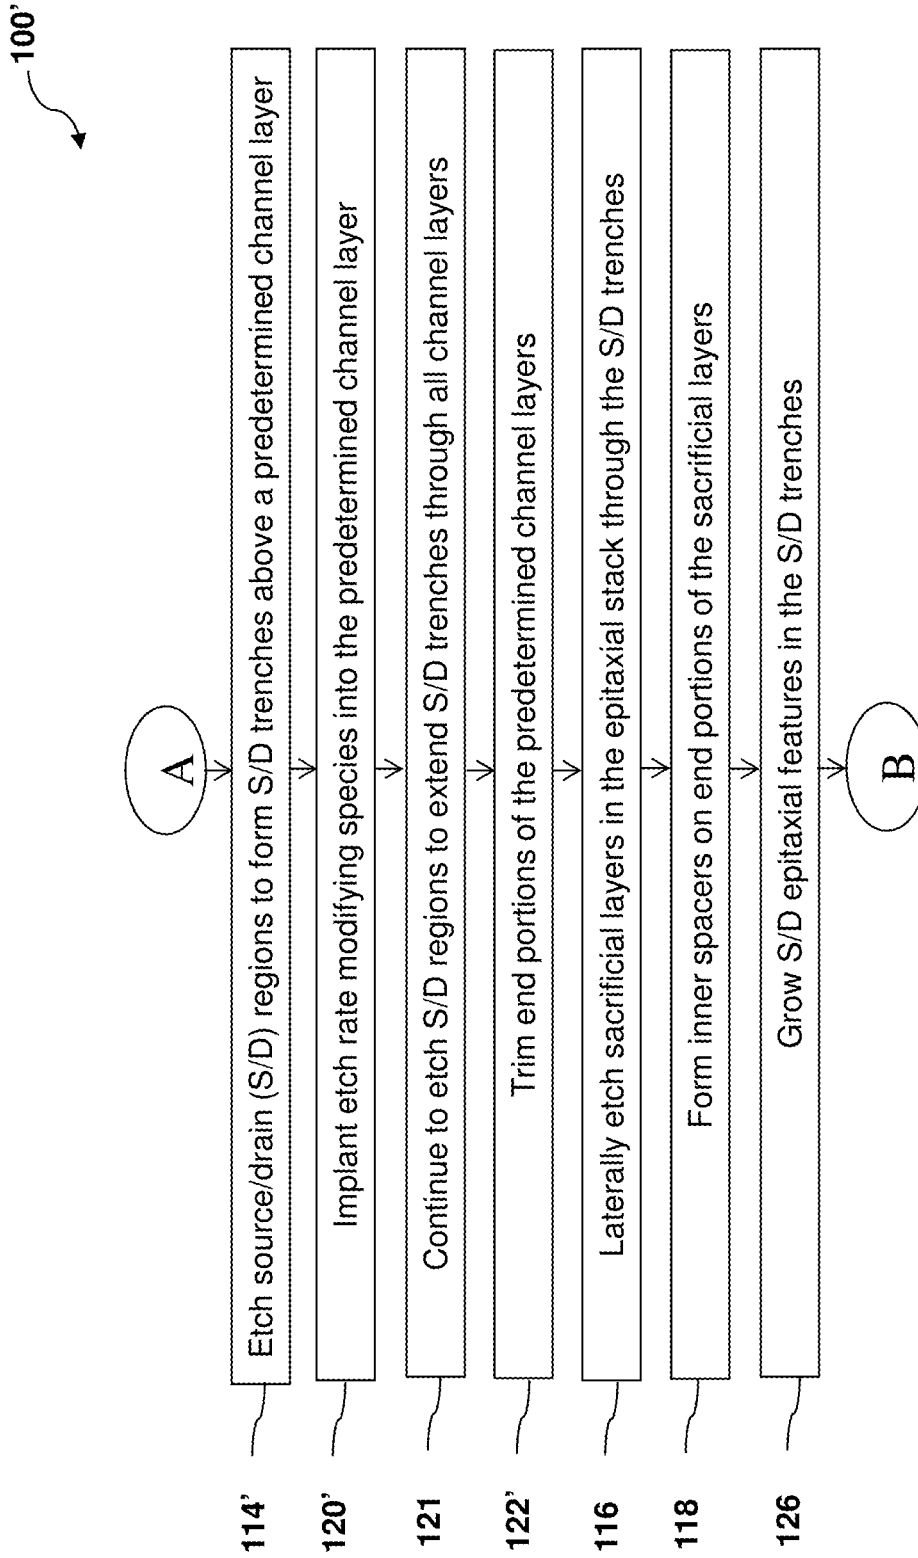 100'
A
114'
Etch source/drain (S/D) regions to form S/D trenches above a predetermined channel layer
120'
Implant etch rate modifying species into the predetermined channel layer
121
Continue to etch S/D regions to extend S/D trenches through all channel layers
122'
Trim end portions of the predetermined channel layers
116
Laterally etch sacrificial layers in the epitaxial stack through the S/D trenches
118
Form inner spacers on end portions of the sacrificial layers
126
Grow S/D epitaxial features in the S/D trenches
B